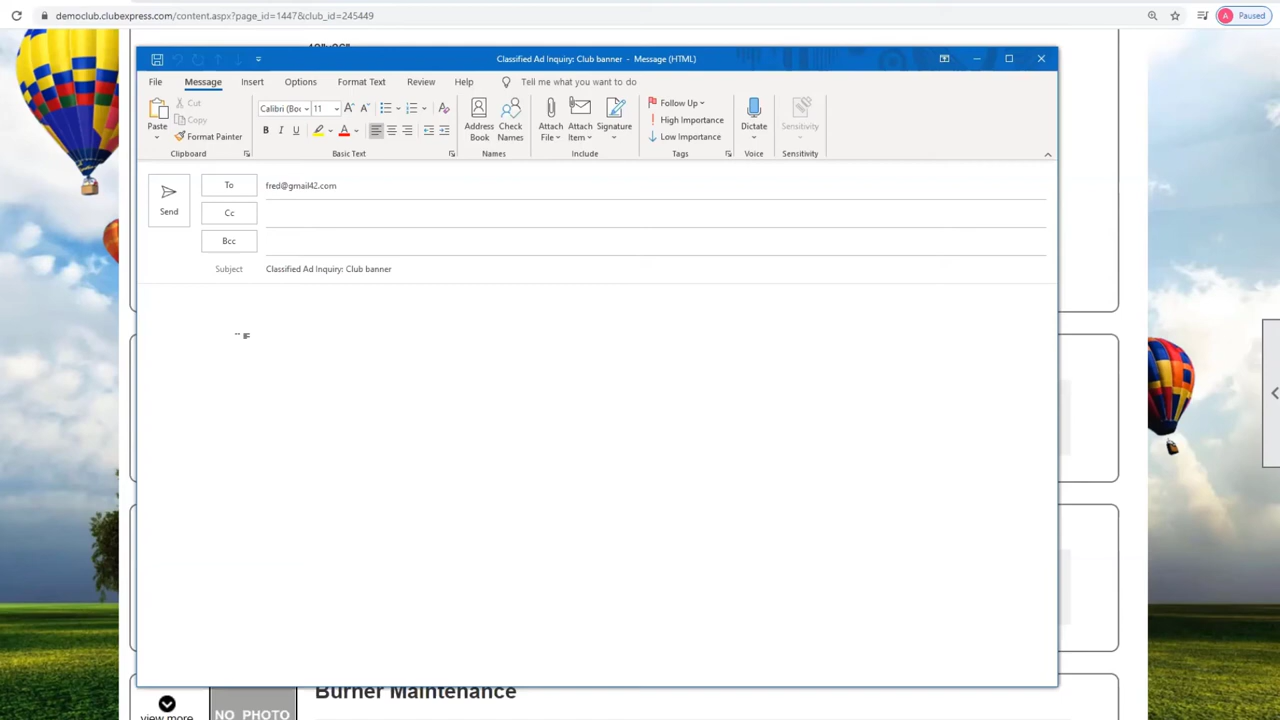 democlub.clubexpress.com/content.aspx?page_id=1447&club_id=245449
A Paused
Classified Ad Inquiry: Club banner - Message (HTML)
File Message Insert Options Format Text Review Help Tell me what you want to do
Cut
Copy
Format Painter
Paste
Clipboard
Calibri (Boc 11
B I U A
Basic Text
Address Book
Check Names
Names
Attach File
Attach Item
Signature
Include
Follow Up
High Importance
Low Importance
Tags
Dictate
Voice
Sensitivity
Sensitivity
Send
To fred@gmail42.com
Cc
Bcc
Subject Classified Ad Inquiry: Club banner
Burner Maintenance
view more
NO PHOTO